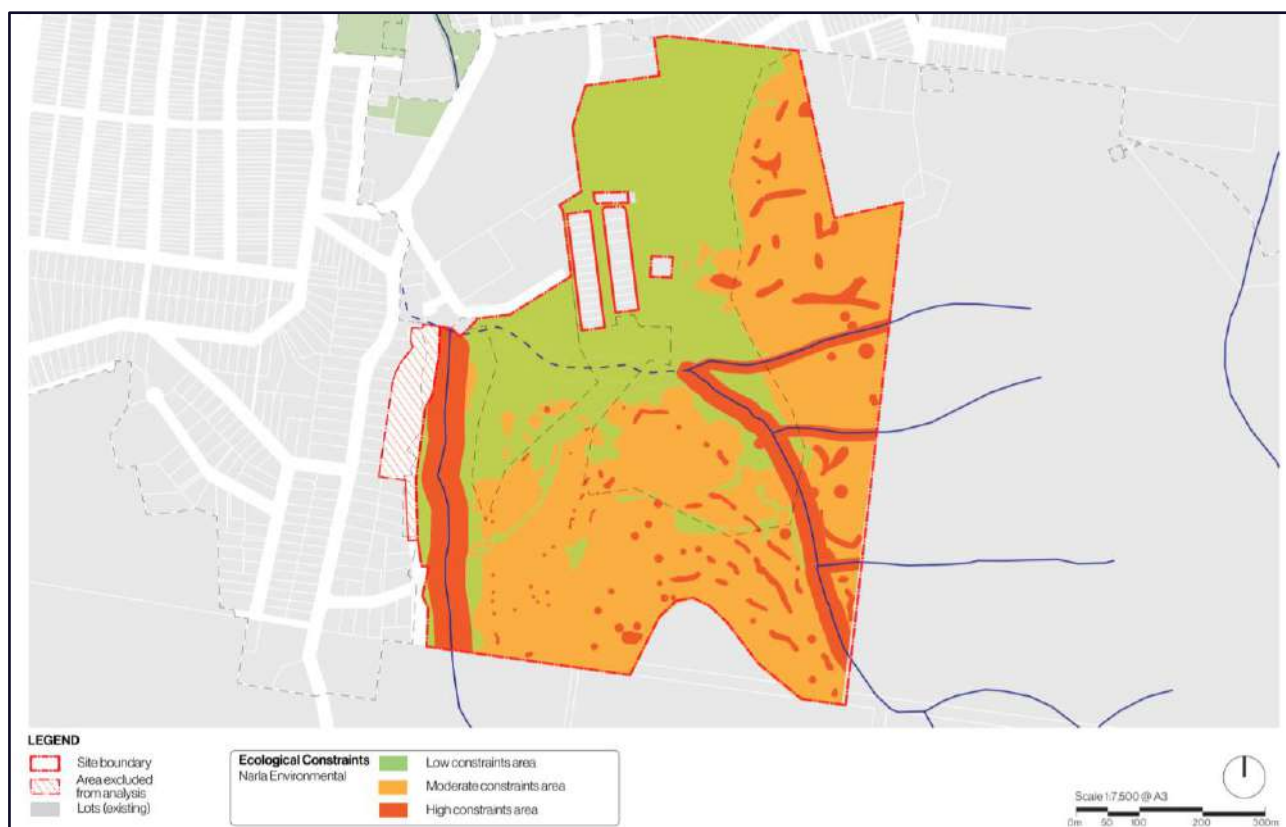 LEGEND
Site boundary
Area excluded
from analysis
Lots (existing)
Ecological Constraints
Narla Environmental
Low constraints area
Moderate constraints area
High constraints area
Scale 1:7,500 @ A3
0m 50 100 200 300m